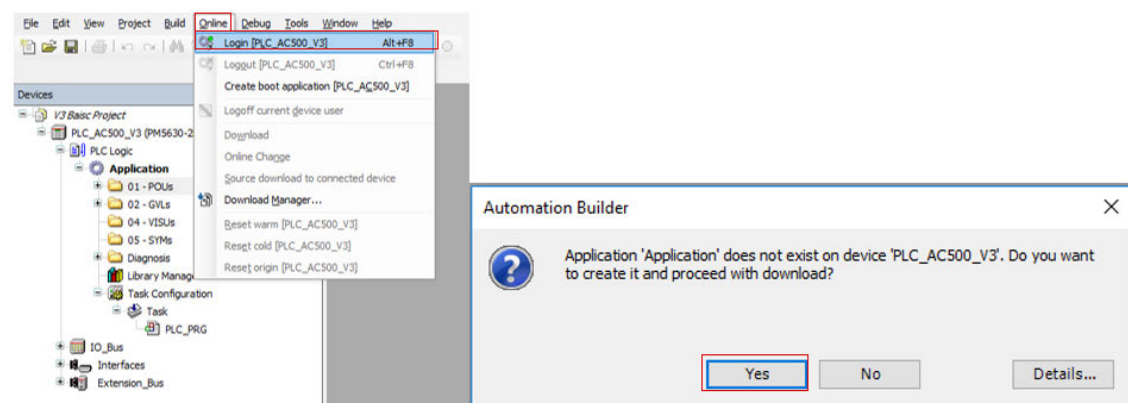 File Edit View Project Build Online Debug Tools Window Help
Login [PLC_AC500_V3] Alt+F8
Logout [PLC_AC500_V3] Ctrl+F8
Create boot application [PLC_AC500_V3]
Logoff current device user
Download
Online Change
Source download to connected device
Download Manager...
Reset warm [PLC_AC500_V3]
Reset cold [PLC_AC500_V3]
Reset origin [PLC_AC500_V3]
Devices
V3 Baisc Project
PLC_AC500_V3 (PM5630-2
PLC Logic
Application
01 - POUs
02 - GVLs
04 - VISUs
05 - SYMs
Diagnosis
Library Manage
Task Configuration
Task
PLC_PRG
IO_Bus
Interfaces
Extension_Bus
Automation Builder
Application 'Application' does not exist on device 'PLC_AC500_V3'. Do you want
to create it and proceed with download?
Yes No Details...